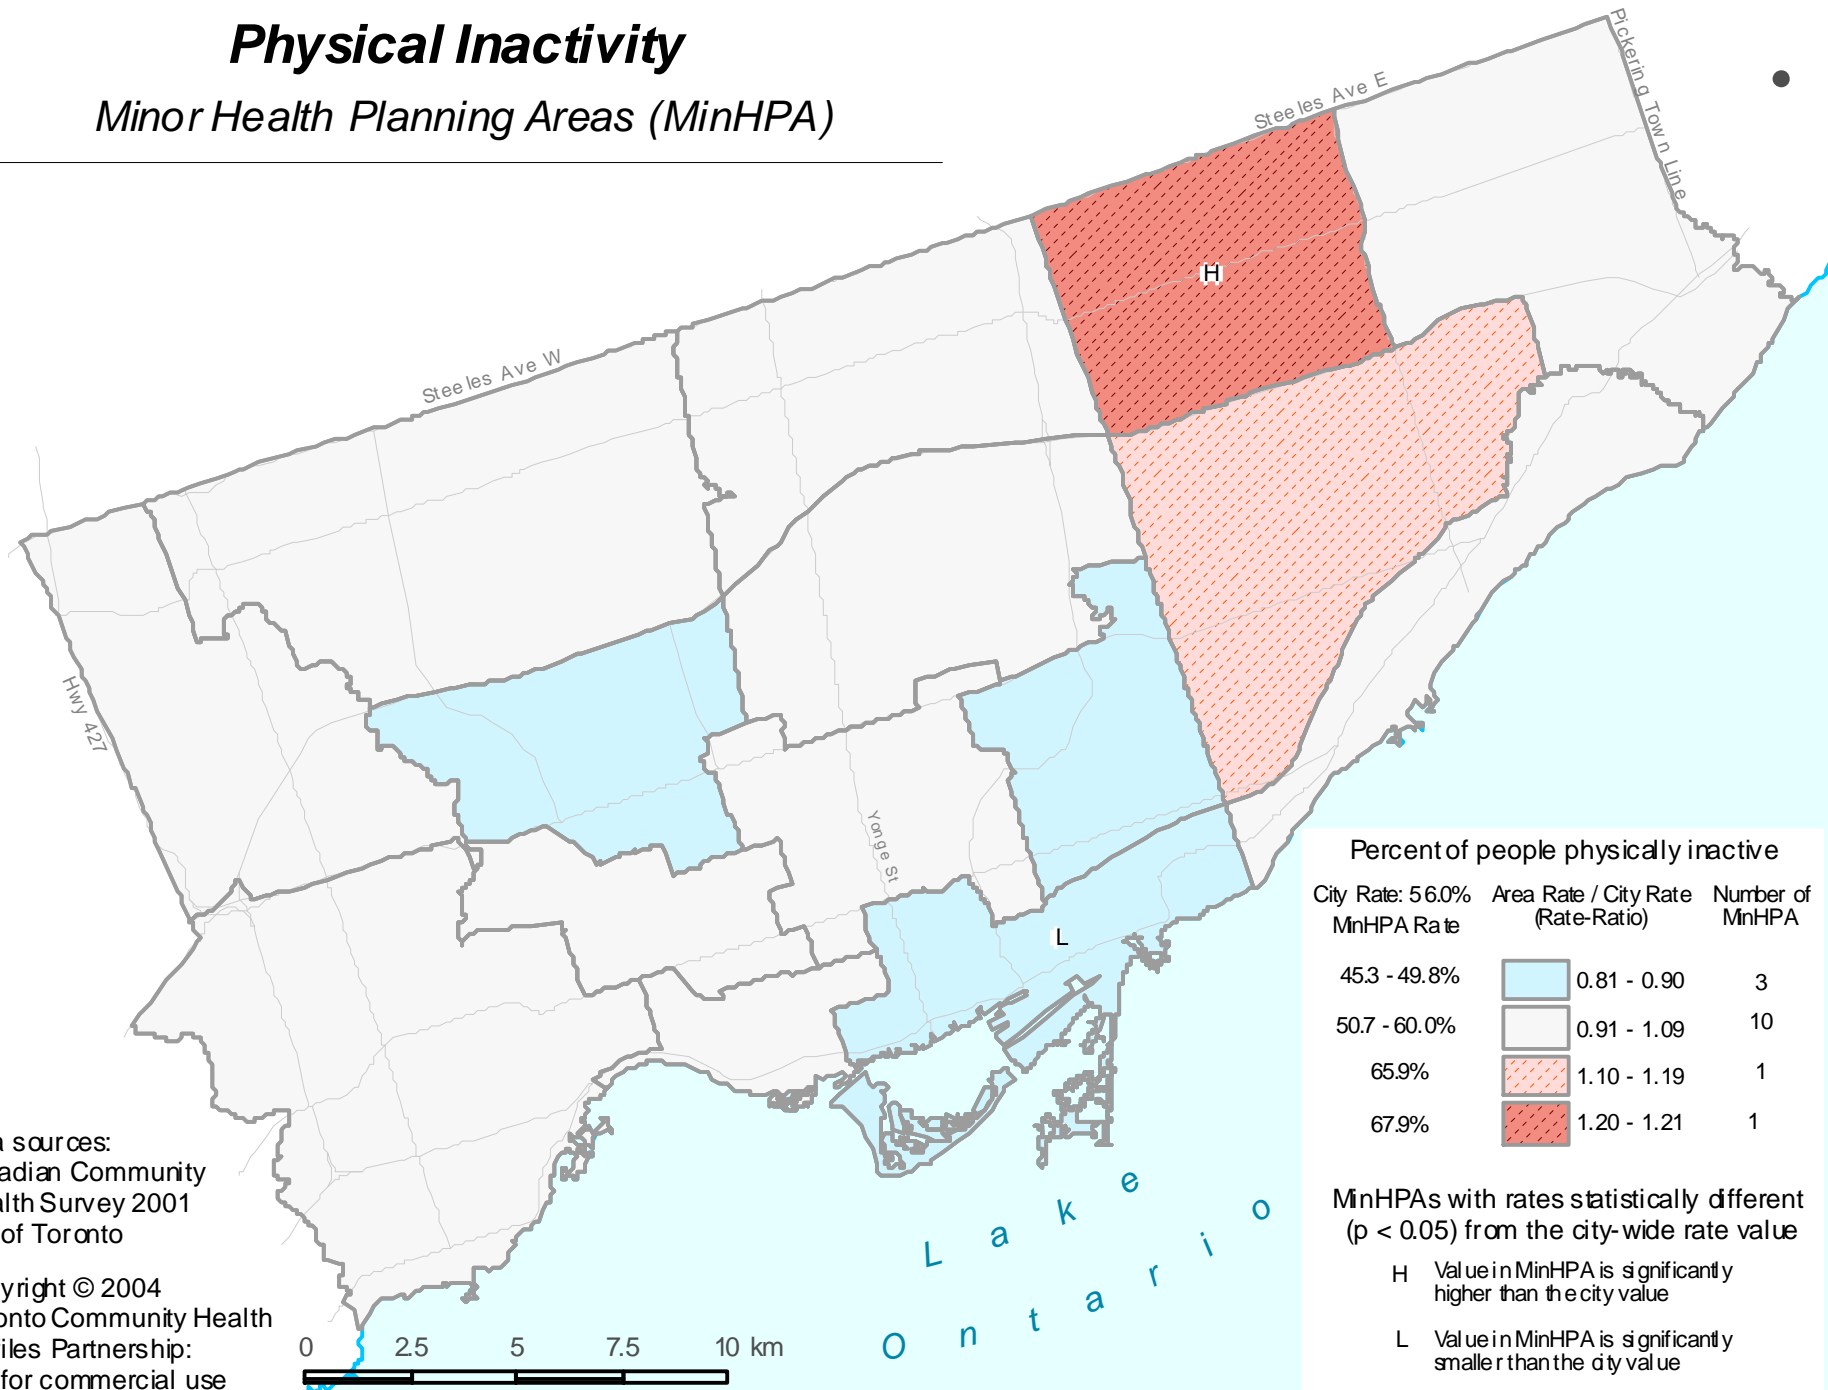 Physical Inactivity
Minor Health Planning Areas (MinHPA)
Pickering Town Line
Steeles Ave E
H
Steeles Ave W
Hwy 427
Yonge St
L
Percent of people physically inactive
City Rate: 56.0% Area Rate / City Rate Number of
MinHPA Rate (Rate-Ratio) MinHPA
45.3 - 49.8% 0.81 - 0.90 3
50.7 - 60.0% 0.91 - 1.09 10
65.9% 1.10 - 1.19 1
67.9% 1.20 - 1.21 1
MinHPAs with rates statistically different
(p < 0.05) from the city-wide rate value
H Value in MinHPA is significantly
higher than the city value
L Value in MinHPA is significantly
smaller than the city value
Lake
Ontario
a sources:
adian Community
alth Survey 2001
of Toronto
yright © 2004
onto Community Health
files Partnership:
for commercial use
0 2.5 5 7.5 10 km